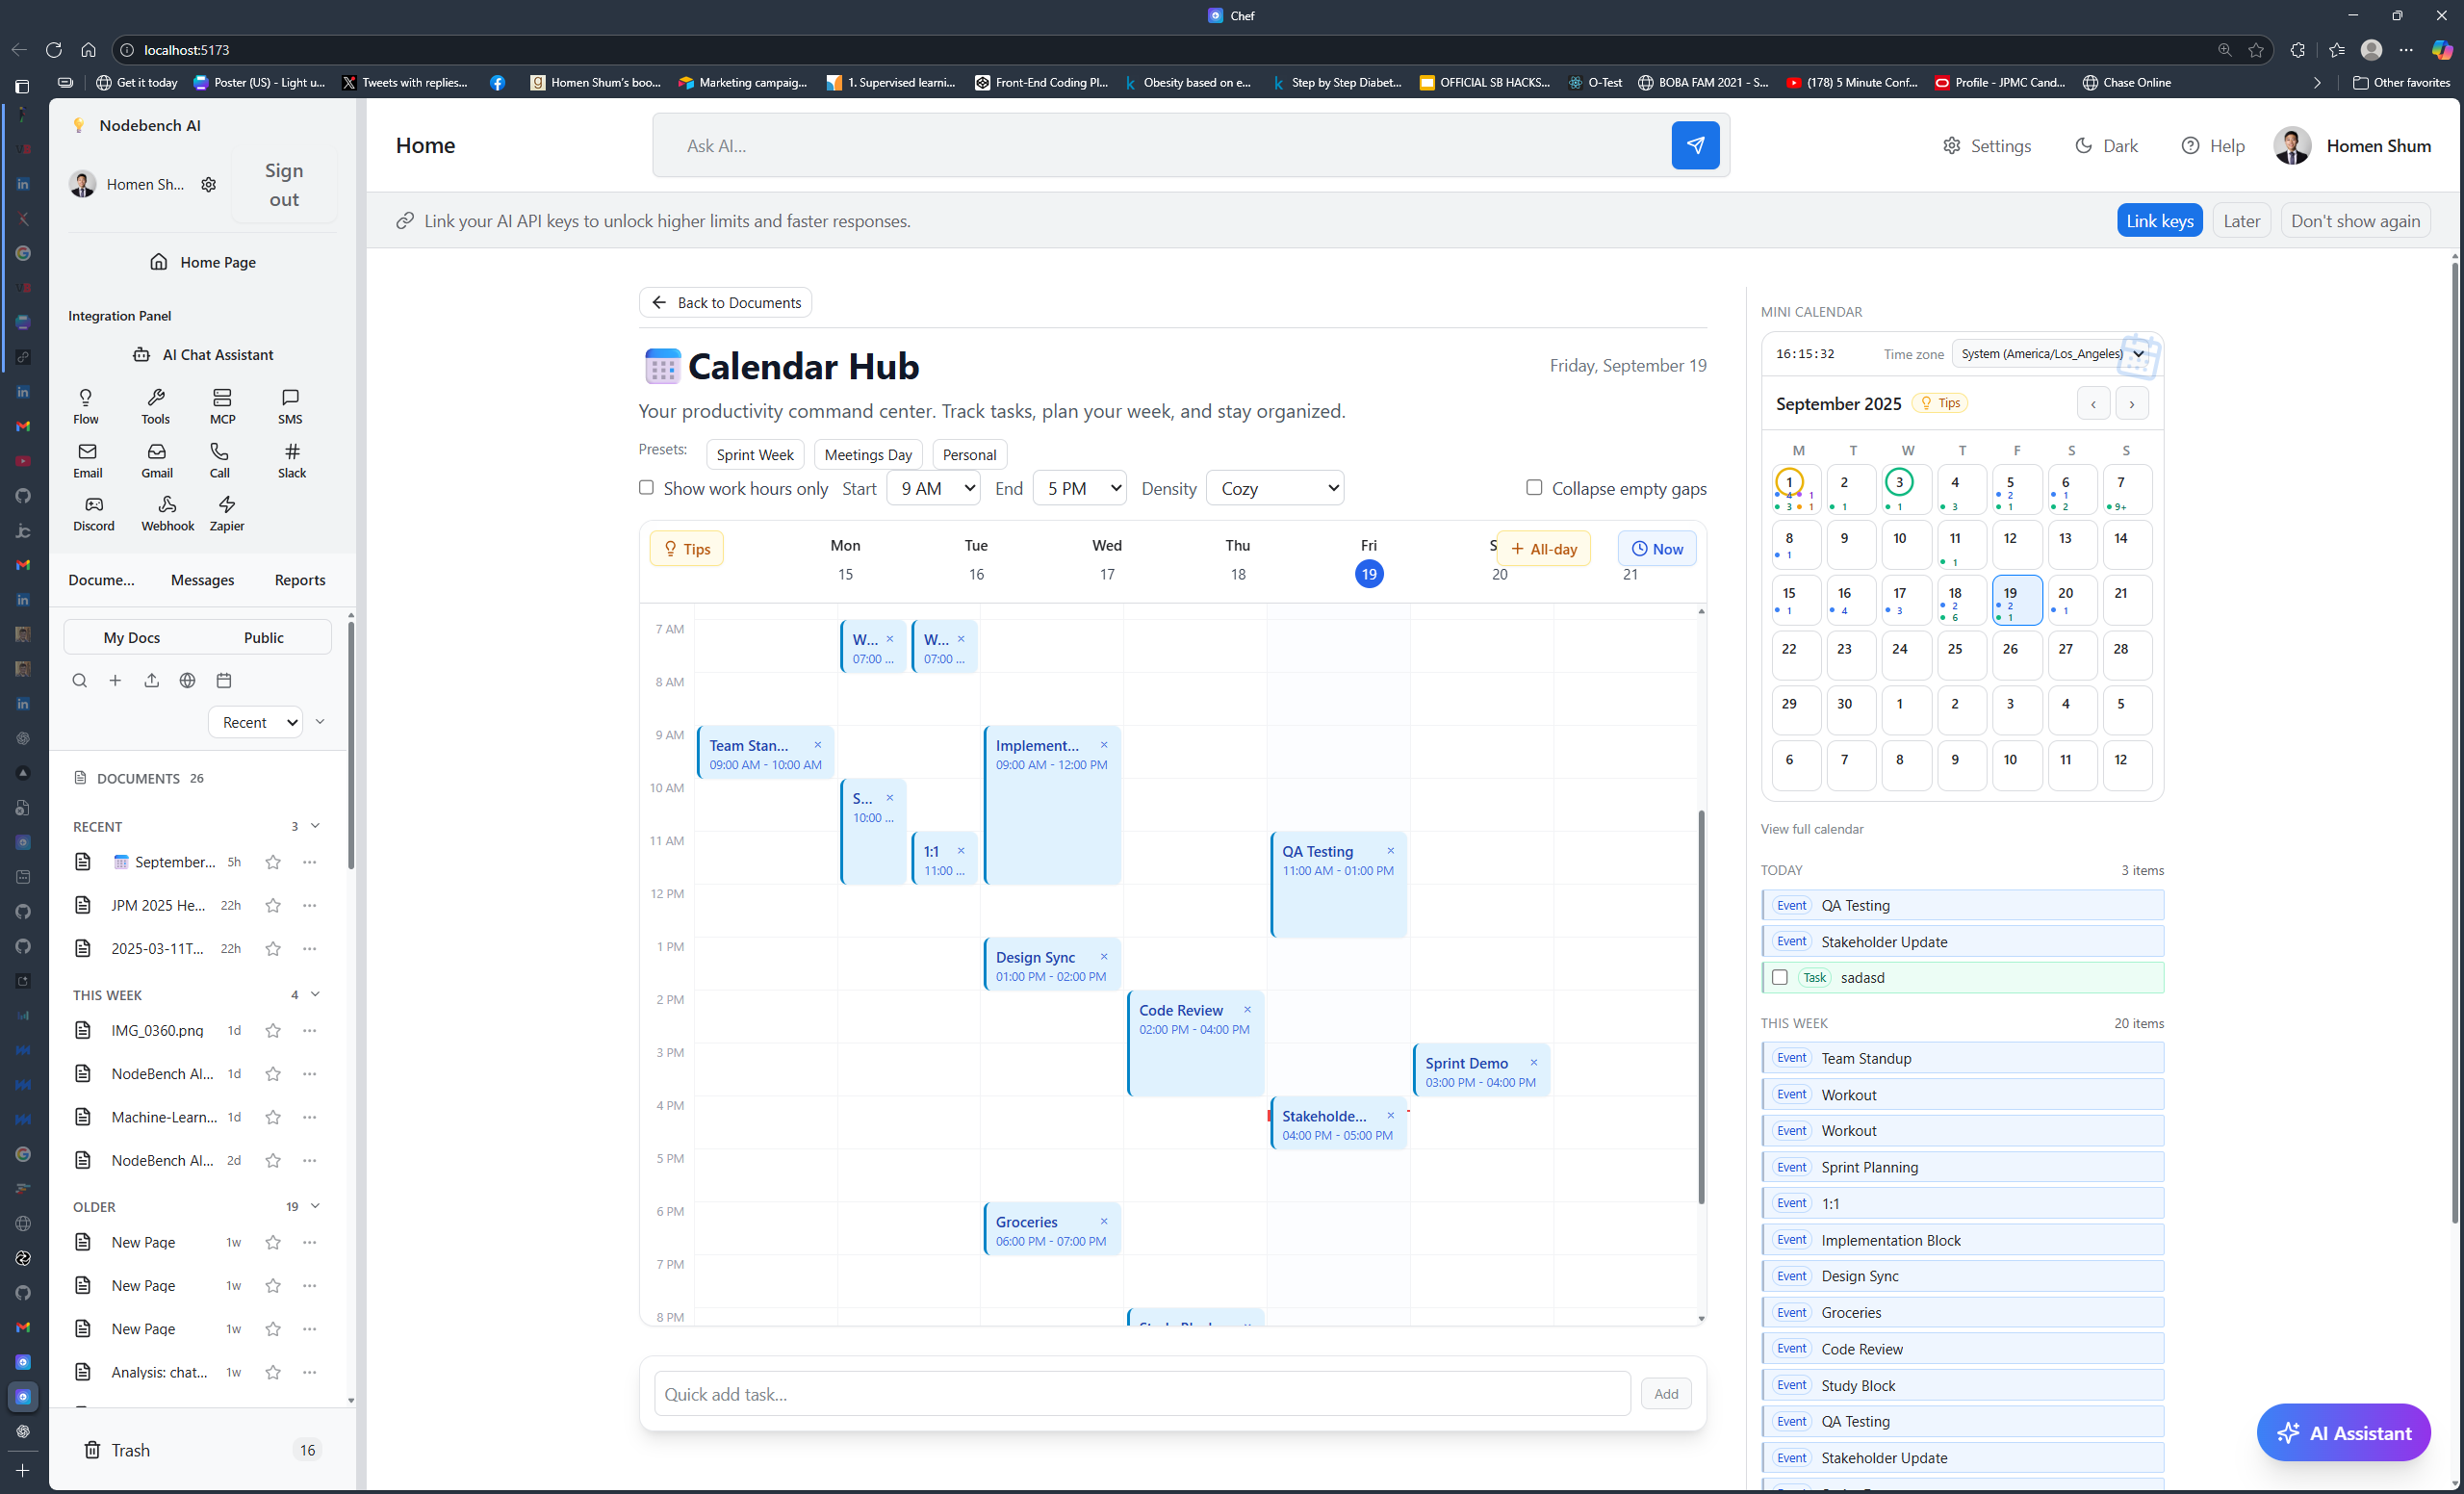 Chef
localhost:5173
Get it today
Poster (US) - Light u...
Tweets with replies...
Homen Shum's boo...
Marketing campaig...
1. Supervised learni...
Front-End Coding Pl...
Obesity based on e...
Step by Step Diabet...
OFFICIAL SB HACKS...
O-Test
BOBA FAM 2021 - S...
(178) 5 Minute Conf...
Profile - JPMC Cand...
Chase Online
Other favorites
Nodebench AI
Homen Sh...
Sign
out
Home Page
Integration Panel
AI Chat Assistant
Flow Tools MCP SMS
Email Gmail Call Slack
Discord Webhook Zapier
Docume... Messages Reports
My Docs Public
Recent
DOCUMENTS 26
RECENT 3
September... 5h
JPM 2025 He... 22h
2025-03-11T... 22h
THIS WEEK 4
IMG_0360.png 1d
NodeBench AI... 1d
Machine-Learn... 1d
NodeBench AI... 2d
OLDER 19
New Page 1w
New Page 1w
New Page 1w
Analysis: chat... 1w
Trash 16
Home
Ask AI...
Settings Dark Help Homen Shum
Link your AI API keys to unlock higher limits and faster responses.
Link keys Later Don't show again
Back to Documents
Calendar Hub
Friday, September 19
Your productivity command center. Track tasks, plan your week, and stay organized.
Presets: Sprint Week Meetings Day Personal
Show work hours only Start 9 AM End 5 PM Density Cozy Collapse empty gaps
Tips Mon Tue Wed Thu Fri S + All-day Now
15 16 17 18 19 20 21
7 AM
W... ×
07:00 ...
W... ×
07:00 ...
8 AM
9 AM
Team Stan... ×
09:00 AM - 10:00 AM
Implement... ×
09:00 AM - 12:00 PM
10 AM
S... ×
10:00 ...
11 AM
1:1 ×
11:00 ...
QA Testing ×
11:00 AM - 01:00 PM
12 PM
1 PM
Design Sync ×
01:00 PM - 02:00 PM
2 PM
Code Review ×
02:00 PM - 04:00 PM
3 PM
Sprint Demo ×
03:00 PM - 04:00 PM
4 PM
Stakeholde... ×
04:00 PM - 05:00 PM
5 PM
6 PM
Groceries ×
06:00 PM - 07:00 PM
7 PM
8 PM
Quick add task...
Add
MINI CALENDAR
16:15:32 Time zone System (America/Los_Angeles)
September 2025 Tips ‹ ›
M T W T F S S
1 2 3 4 5 6 7
4 1 2 1
3 1 1 1 3 1 2 9+
8 9 10 11 12 13 14
1 1
15 16 17 18 19 20 21
1 4 3 2 2 1
6 1
22 23 24 25 26 27 28
29 30 1 2 3 4 5
6 7 8 9 10 11 12
View full calendar
TODAY 3 items
Event QA Testing
Event Stakeholder Update
Task sadasd
THIS WEEK 20 items
Event Team Standup
Event Workout
Event Workout
Event Sprint Planning
Event 1:1
Event Implementation Block
Event Design Sync
Event Groceries
Event Code Review
Event Study Block
Event QA Testing
Event Stakeholder Update
AI Assistant